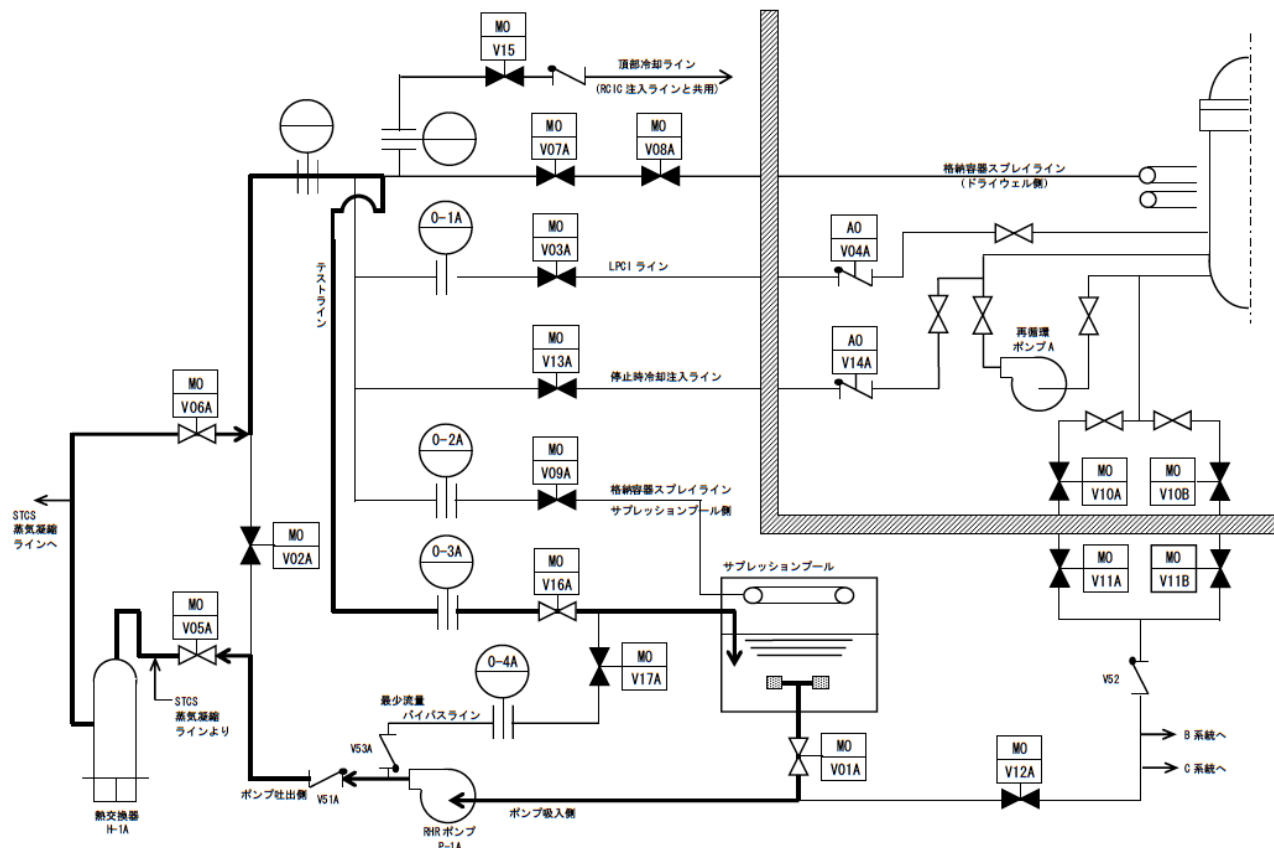 MO
V15
頂部冷却ライン
(RCIC 注入ラインと共用)
MO
V07A
MO
V08A
格納容器スプレイライン
(ドライウェル側)
O-1A
MO
V03A
LPCI ライン
AO
V04A
テストライン
MO
V13A
停止時冷却注入ライン
AO
V14A
再循環
ポンプ A
MO
V06A
O-2A
MO
V09A
格納容器スプレイライン
サプレッションプール側
MO
V10A
MO
V10B
STCS
蒸気凝縮
ラインへ
MO
V02A
O-3A
MO
V16A
サプレッションプール
MO
V11A
MO
V11B
MO
V05A
O-4A
MO
V17A
STCS
蒸気凝縮
ラインより
最少流量
バイパスライン
V53A
V52
B 系統へ
C 系統へ
MO
V01A
MO
V12A
ポンプ吐出側
V51A
ポンプ吸入側
熱交換器
H-1A
RHR ポンプ
P-1A